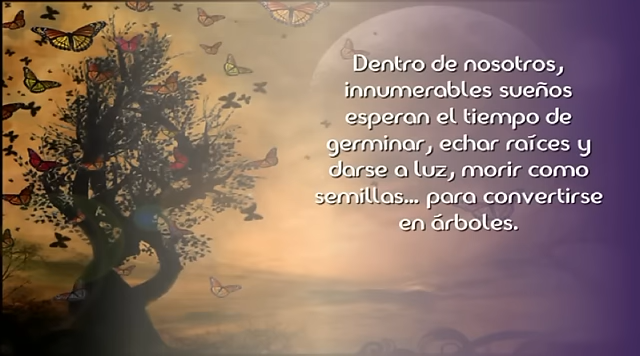 Dentro de nosotros,
innumerables sueños
esperan el tiempo de
germinar, echar raíces y
darse a luz, morir como
semillas... para convertirse
en árboles.